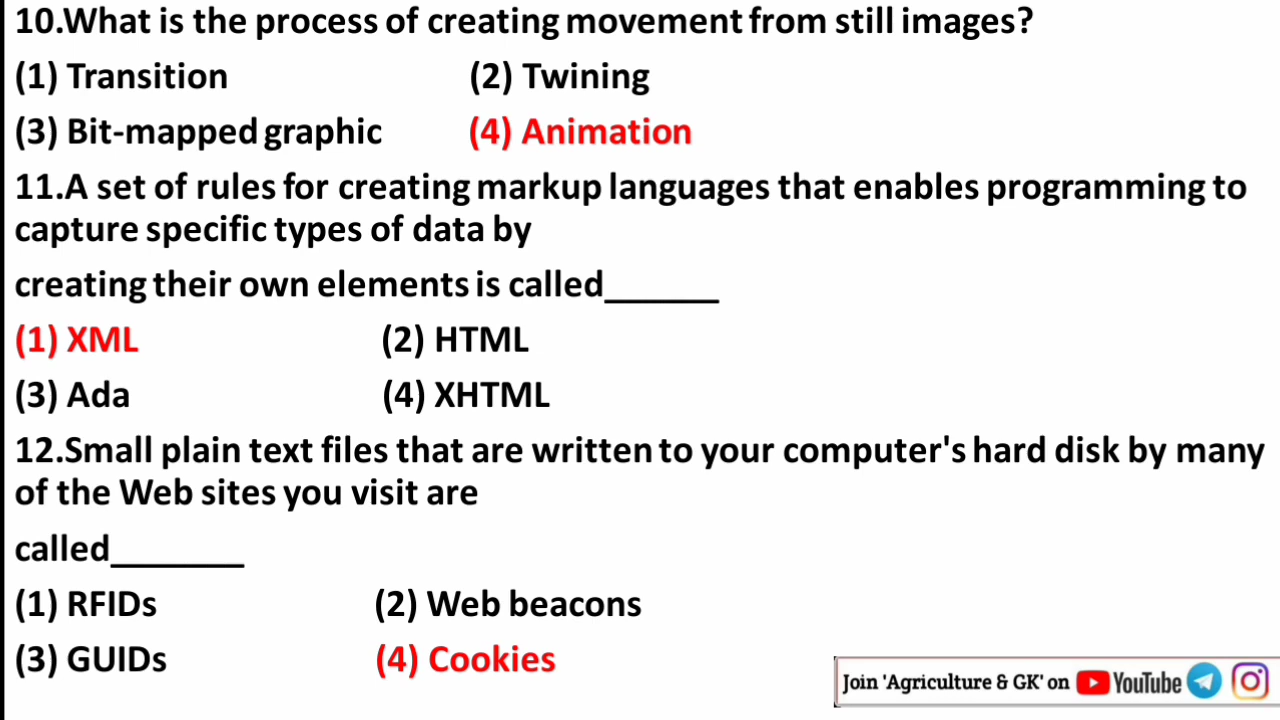 10.What is the process of creating movement from still images?
(1) Transition (2) Twining
(3) Bit-mapped graphic (4) Animation
11.A set of rules for creating markup languages that enables programming to
capture specific types of data by
creating their own elements is called______
(1) XML (2) HTML
(3) Ada (4) XHTML
12.Small plain text files that are written to your computer's hard disk by many
of the Web sites you visit are
called_______
(1) RFIDs (2) Web beacons
(3) GUIDs (4) Cookies
Join 'Agriculture & GK' on YouTube